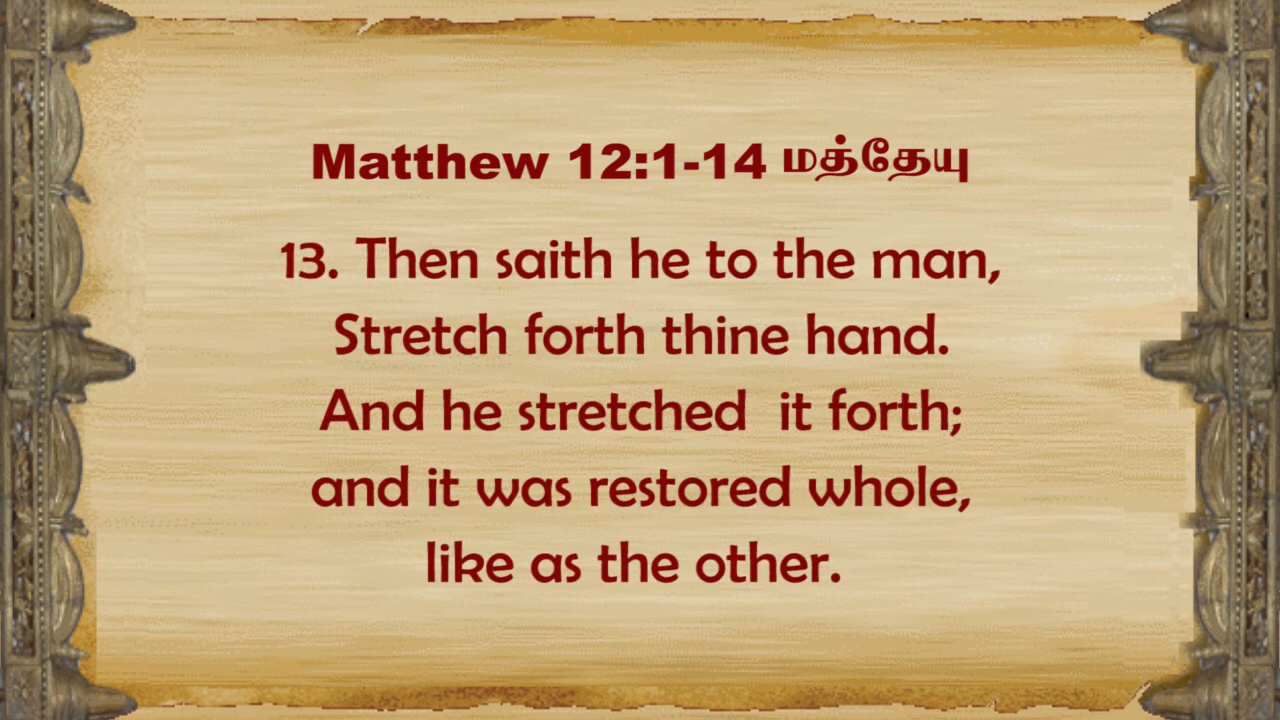 Matthew 12:1-14 மத்தேயு
13. Then saith he to the man,
Stretch forth thine hand.
And he stretched  it forth;
and it was restored whole,
like as the other.